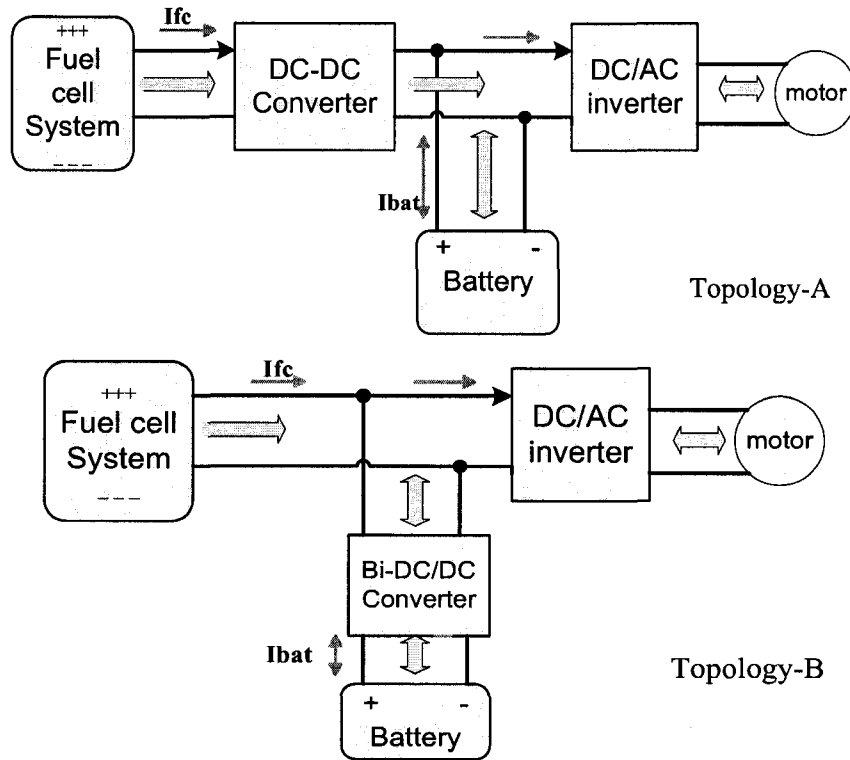 +++
Fuel
cell
System
- - -
Ifc
DC-DC
Converter
DC/AC
inverter
motor
Ibat
+ -
Battery
Topology-A
+++
Fuel cell
System
- - -
Ifc
DC/AC
inverter
motor
Bi-DC/DC
Converter
Ibat
+ -
Battery
Topology-B